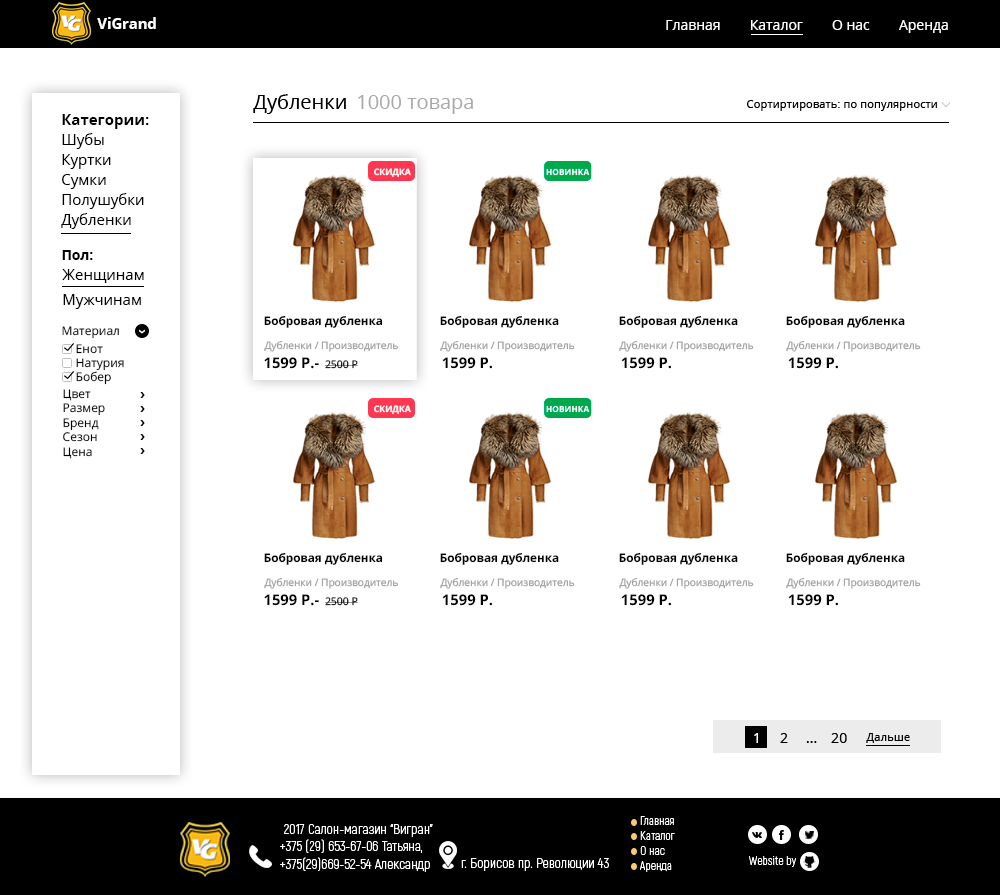 VG ViGrand Главная Каталог О нас Аренда
Категории:
Шубы
Куртки
Сумки
Полушубки
Дубленки
Пол:
Женщинам
Мужчинам
Материал
Енот
Натурия
Бобер
Цвет
Размер
Бренд
Сезон
Цена
Дубленки 1000 товара
Сортиртировать: по популярности
СКИДКА НОВИНКА
Бобровая дубленка Бобровая дубленка Бобровая дубленка Бобровая дубленка
Дубленки / Производитель Дубленки / Производитель Дубленки / Производитель Дубленки / Производитель
1599 Р.- 2500 Р 1599 Р. 1599 Р. 1599 Р.
СКИДКА НОВИНКА
Бобровая дубленка Бобровая дубленка Бобровая дубленка Бобровая дубленка
Дубленки / Производитель Дубленки / Производитель Дубленки / Производитель Дубленки / Производитель
1599 Р.- 2500 Р 1599 Р. 1599 Р. 1599 Р.
1 2 ... 20 Дальше
VG
2017 Салон-магазин "Вигран"
+375 (29) 653-67-06 Татьяна,
+375(29)669-52-54 Александр
г. Борисов пр. Революции 43
Главная
Каталог
О нас
Аренда
Website by